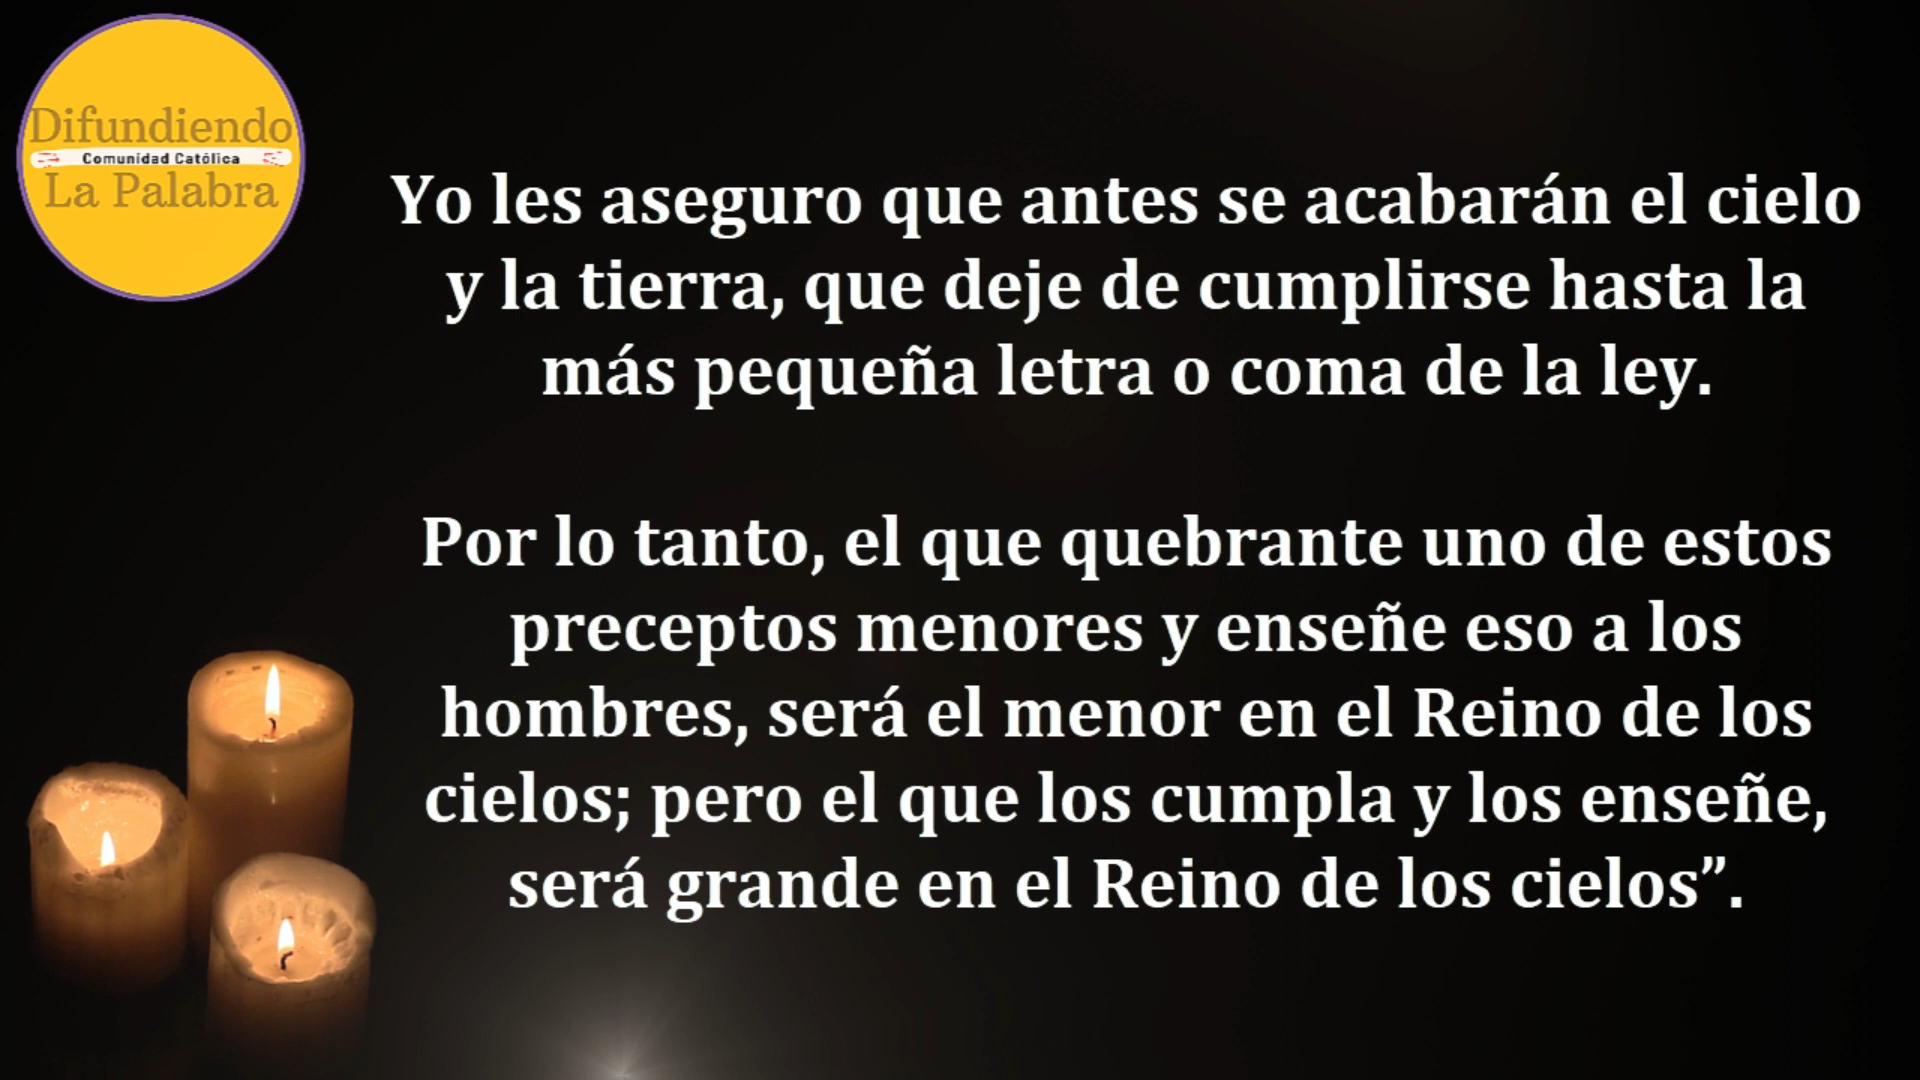 Difundiendo
Comunidad Católica
La Palabra
Yo les aseguro que antes se acabarán el cielo
y la tierra, que deje de cumplirse hasta la
más pequeña letra o coma de la ley.
Por lo tanto, el que quebrante uno de estos
preceptos menores y enseñe eso a los
hombres, será el menor en el Reino de los
cielos; pero el que los cumpla y los enseñe,
será grande en el Reino de los cielos”.